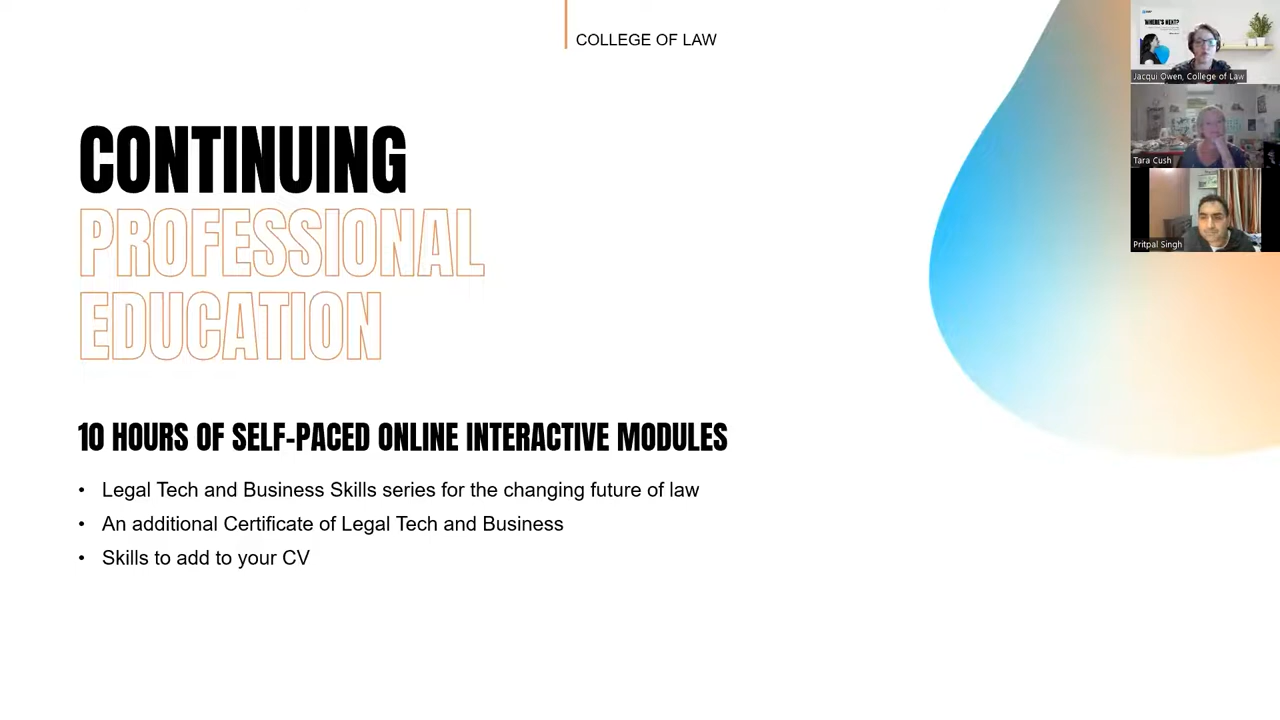 COLLEGE OF LAW
CONTINUING
PROFESSIONAL
EDUCATION
10 HOURS OF SELF-PACED ONLINE INTERACTIVE MODULES
• Legal Tech and Business Skills series for the changing future of law
• An additional Certificate of Legal Tech and Business
• Skills to add to your CV
WHERE'S NEXT?
Jacqui Owen, College of Law
Tara Cush
Pritpal Singh